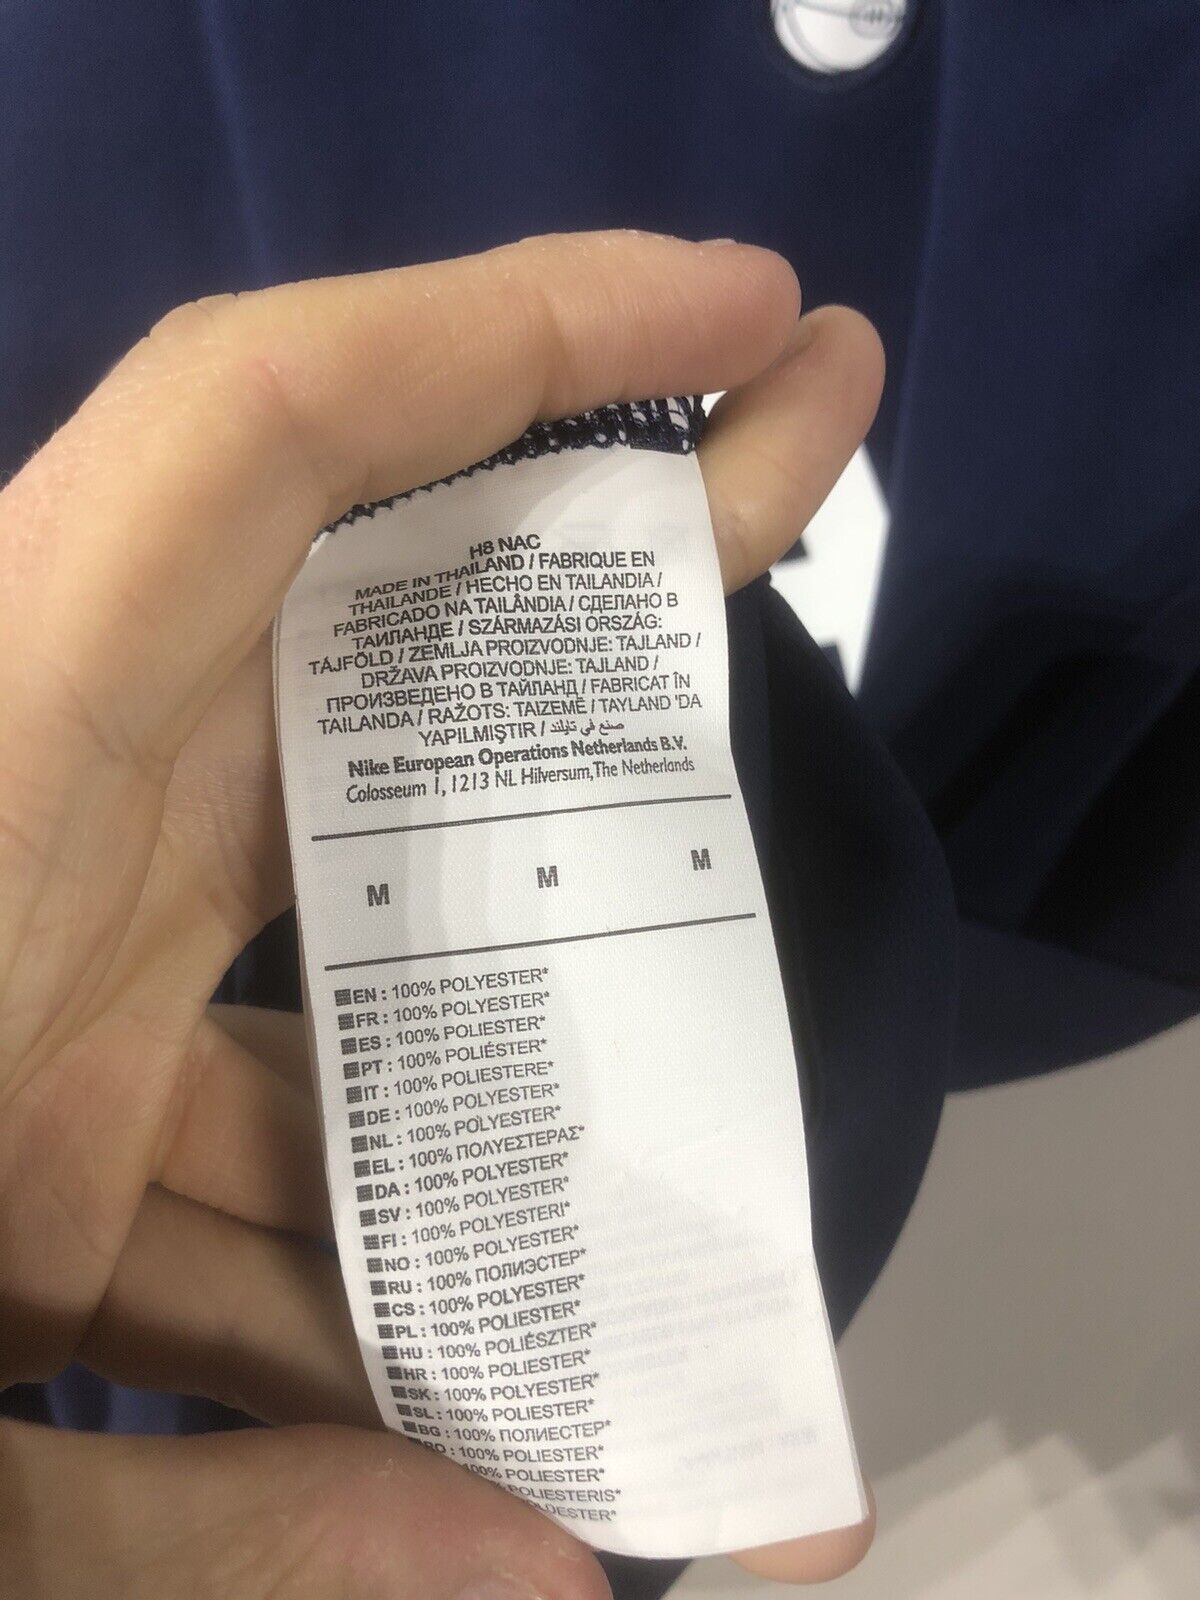 H8 NAC
MADE IN THAILAND / FABRIQUE EN
THAILANDE / HECHO EN TAILANDIA /
FABRICADO NA TAILÂNDIA / СДЕЛАНО В
ТАИЛАНДЕ / SZÁRMAZÁSI ORSZÁG:
TÁJFÖLD / ZEMLJA PROIZVODNJE: TAJLAND /
DRŽAVA PROIZVODNJE: TAJLAND /
ПРОИЗВЕДЕНО В ТАЙЛАНД / FABRICAT ÎN
TAILANDA / RAŽOTS: TAIZEME / TAYLAND 'DA
YAPILMIŞTIR / صنع في تايلند
Nike European Operations Netherlands B.V.
Colosseum 1, 1213 NL Hilversum, The Netherlands
M M M
EN : 100% POLYESTER*
FR : 100% POLYESTER*
ES : 100% POLIESTER*
PT : 100% POLIÉSTER*
IT : 100% POLIESTERE*
DE : 100% POLYESTER*
NL : 100% POLYESTER*
EL : 100% ΠΟΛΥΕΣΤΕΡΑΣ*
DA : 100% POLYESTER*
SV : 100% POLYESTER*
FI : 100% POLYESTERI*
NO : 100% POLYESTER*
RU : 100% ПОЛИЭСТЕР*
CS : 100% POLYESTER*
PL : 100% POLIESTER*
HU : 100% POLIÉSZTER*
HR : 100% POLIESTER*
SK : 100% POLYESTER*
SL : 100% POLIESTER*
BG : 100% ПОЛИЕСТЕР*
RO : 100% POLIESTER*
100% POLIESTER*
POLIESTERIS*